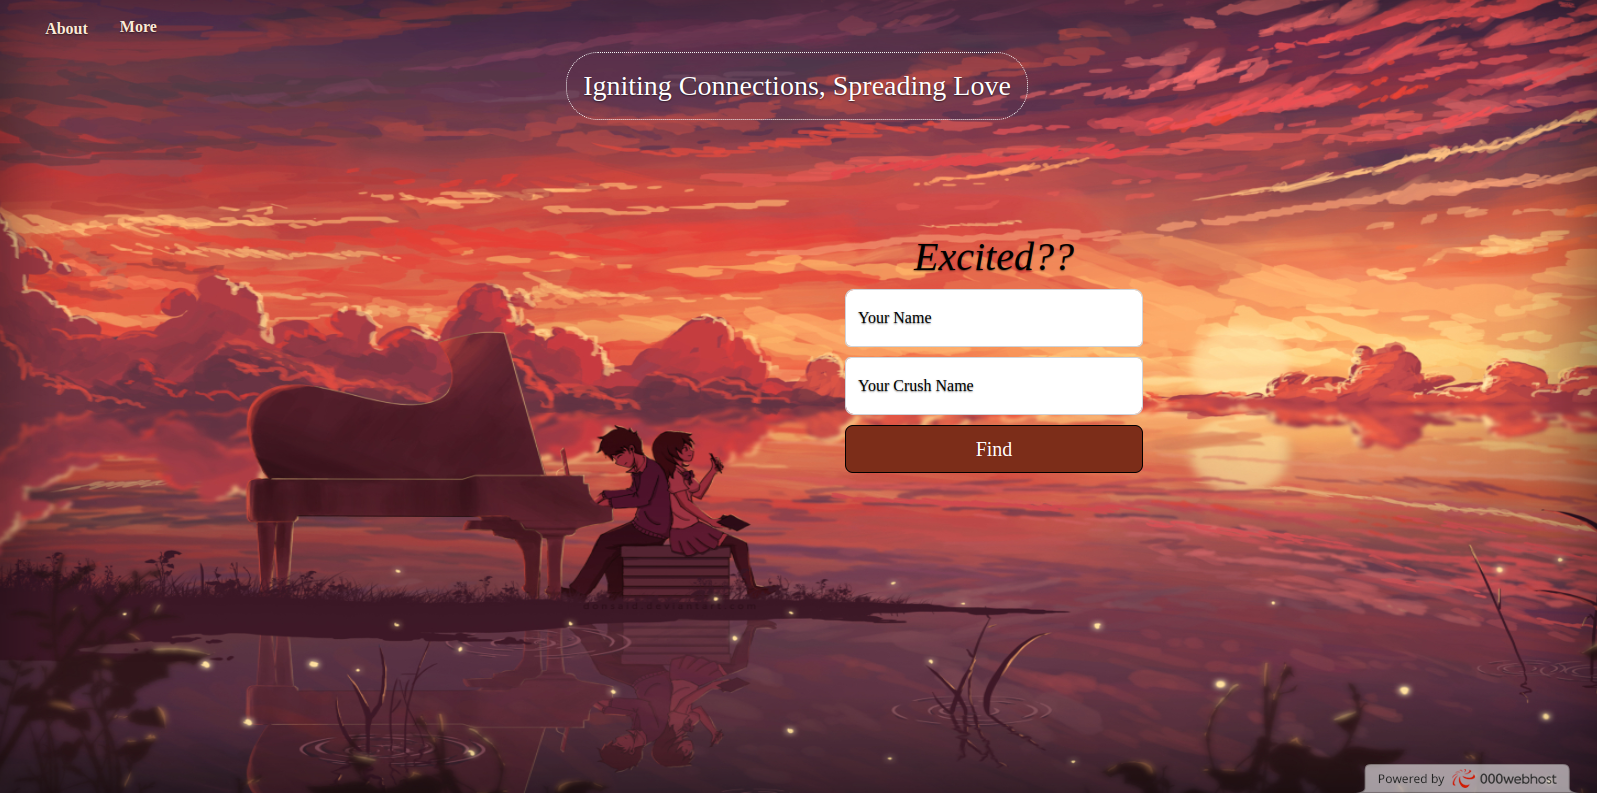 About More
Igniting Connections, Spreading Love
Excited??
Your Name
Your Crush Name
Find
Powered by 000webhost